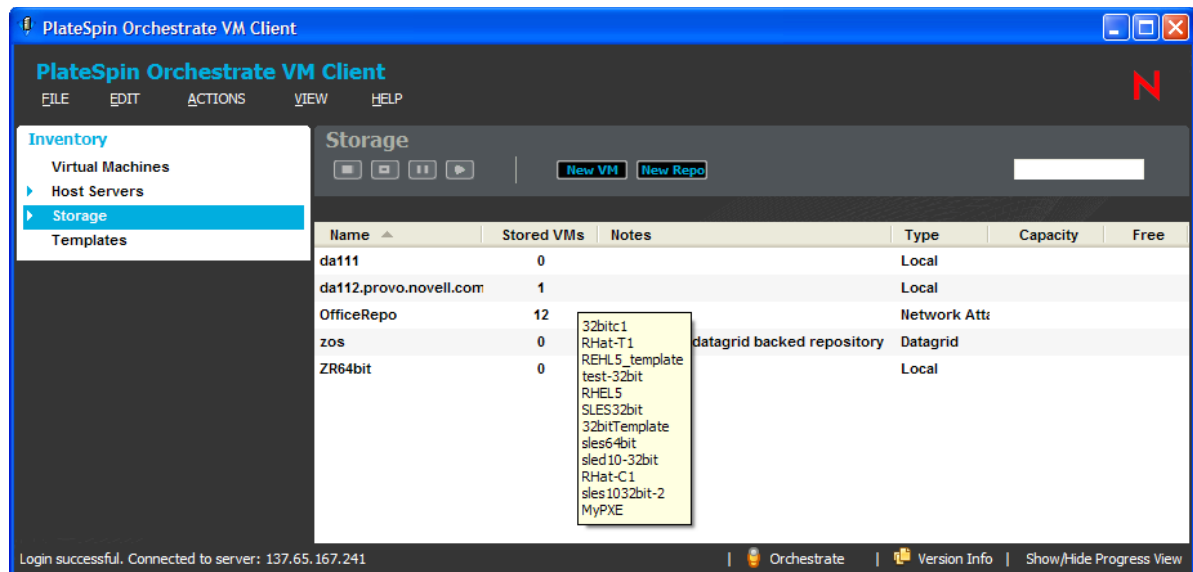 PlateSpin Orchestrate VM Client
PlateSpin Orchestrate VM Client
FILE EDIT ACTIONS VIEW HELP
N
Inventory
Virtual Machines
Host Servers
Storage
Templates
Storage
New VM New Repo
Name Stored VMs Notes Type Capacity Free
da111 0 Local
da112.provo.novell.com 1 Local
OfficeRepo 12 Network Atta
zos 0 datagrid backed repository Datagrid
ZR64bit 0 Local
32bitc1
RHat-T1
REHL5_template
test-32bit
RHEL5
SLES32bit
32bitTemplate
sles64bit
sled10-32bit
RHat-C1
sles1032bit-2
MyPXE
Login successful. Connected to server: 137.65.167.241 | Orchestrate | Version Info | Show/Hide Progress View